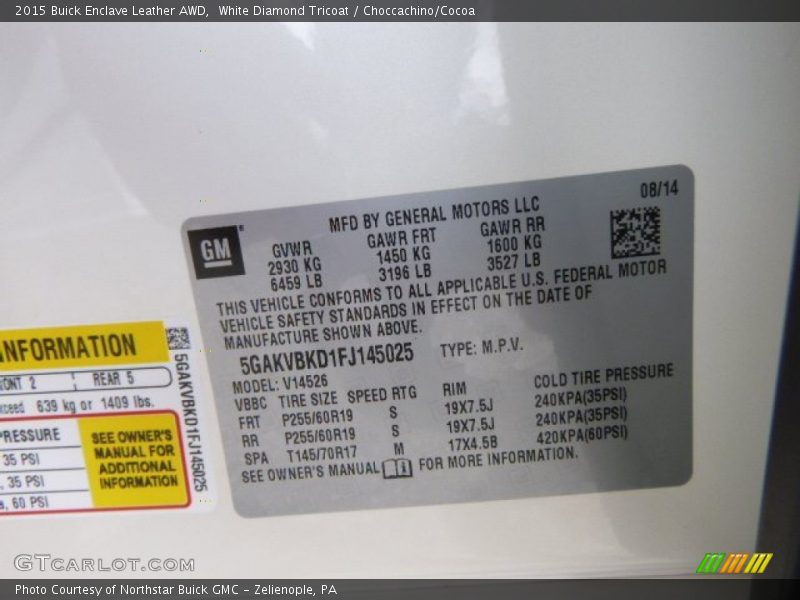 2015 Buick Enclave Leather AWD,  White Diamond Tricoat / Choccachino/Cocoa
08/14
MFD BY GENERAL MOTORS LLC
GM
GVWR GAWR FRT GAWR RR
2930 KG 1450 KG 1600 KG
6459 LB 3196 LB 3527 LB
THIS VEHICLE CONFORMS TO ALL APPLICABLE U.S. FEDERAL MOTOR
VEHICLE SAFETY STANDARDS IN EFFECT ON THE DATE OF
MANUFACTURE SHOWN ABOVE.
5GAKVBKD1FJ145025 TYPE: M.P.V.
MODEL: V14526
VBBC TIRE SIZE SPEED RTG RIM COLD TIRE PRESSURE
FRT P255/60R19 S 19X7.5J 240KPA(35PSI)
RR P255/60R19 S 19X7.5J 240KPA(35PSI)
SPA T145/70R17 M 17X4.5B 420KPA(60PSI)
SEE OWNER'S MANUAL FOR MORE INFORMATION.
INFORMATION
FRONT 2 REAR 5
exceed 639 kg or 1409 lbs.
PRESSURE
35 PSI
, 35 PSI
, 60 PSI
SEE OWNER'S
MANUAL FOR
ADDITIONAL
INFORMATION
5GAKVBKD1FJ145025
GTCARLOT.COM
Photo Courtesy of Northstar Buick GMC - Zelienople, PA